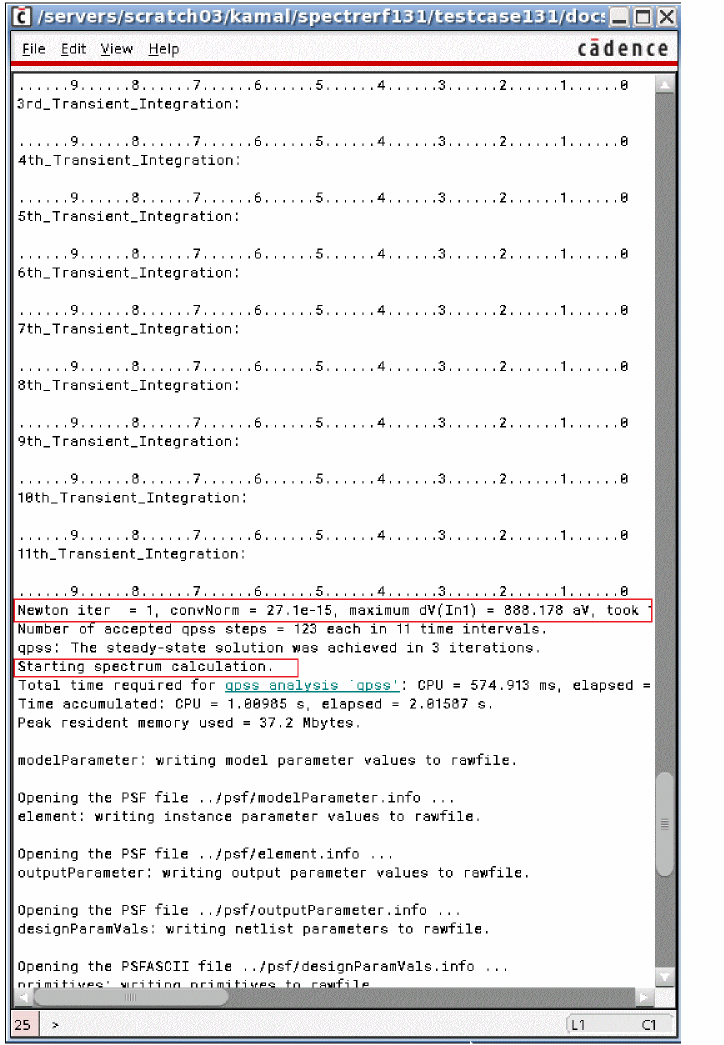 /servers/scratch03/kamal/spectrerf131/testcase131/doc
File Edit View Help
cādence
......9......8......7......6......5......4......3......2......1......0
3rd_Transient_Integration:
......9......8......7......6......5......4......3......2......1......0
4th_Transient_Integration:
......9......8......7......6......5......4......3......2......1......0
5th_Transient_Integration:
......9......8......7......6......5......4......3......2......1......0
6th_Transient_Integration:
......9......8......7......6......5......4......3......2......1......0
7th_Transient_Integration:
......9......8......7......6......5......4......3......2......1......0
8th_Transient_Integration:
......9......8......7......6......5......4......3......2......1......0
9th_Transient_Integration:
......9......8......7......6......5......4......3......2......1......0
10th_Transient_Integration:
......9......8......7......6......5......4......3......2......1......0
11th_Transient_Integration:
......9......8......7......6......5......4......3......2......1......0
Newton iter = 1, convNorm = 27.1e-15, maximum dV(In1) = 888.178 aV, took
Number of accepted qpss steps = 123 each in 11 time intervals.
qpss: The steady-state solution was achieved in 3 iterations.
Starting spectrum calculation.
Total time required for qpss analysis `qpss': CPU = 574.913 ms, elapsed =
Time accumulated: CPU = 1.00985 s, elapsed = 2.01587 s.
Peak resident memory used = 37.2 Mbytes.
modelParameter: writing model parameter values to rawfile.
Opening the PSF file ../psf/modelParameter.info ...
element: writing instance parameter values to rawfile.
Opening the PSF file ../psf/element.info ...
outputParameter: writing output parameter values to rawfile.
Opening the PSF file ../psf/outputParameter.info ...
designParamVals: writing netlist parameters to rawfile.
Opening the PSFASCII file ../psf/designParamVals.info ...
primitives: writing primitives to rawfile.
25 >
L1 C1